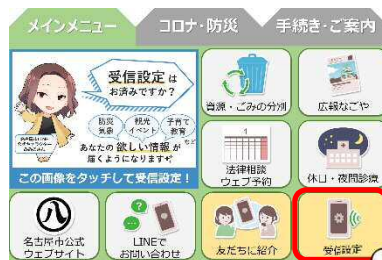 メインメニュー
コロナ・防災
手続き・ご案内
受信設定は
お済みですか?
防災
気象
観光
イベント
子育て
教育
など
あなたの欲しい情報が
届くようになります
この画像をタッチして受信設定!
資源・ごみの分別
広報なごや
法律相談
ウェブ予約
休日・夜間診療
名古屋市公式
ウェブサイト
LINEで
お問い合わせ
友だちに紹介
受信設定